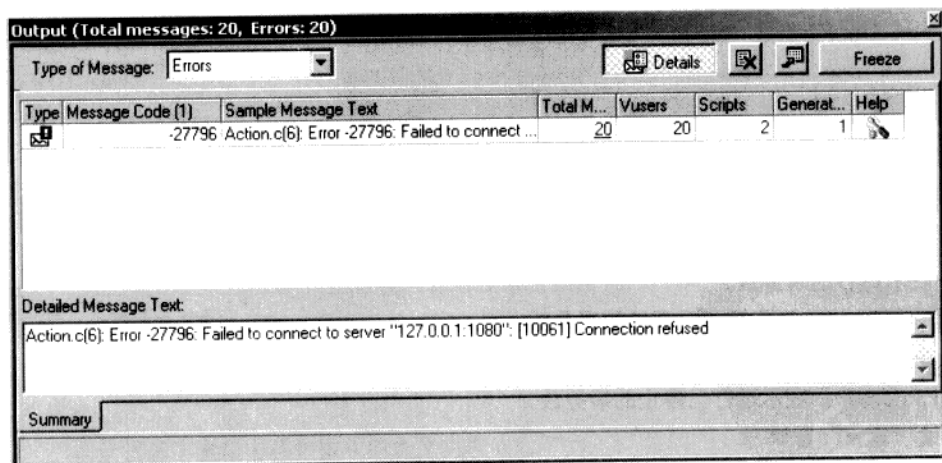 Output (Total messages: 20, Errors: 20)
Type of Message: Errors Details Freeze
Type Message Code (1) Sample Message Text Total M... Vusers Scripts Generat... Help
-27796 Action.c(6): Error -27796: Failed to connect ... 20 20 2 1
Detailed Message Text:
Action.c(6): Error -27796: Failed to connect to server "127.0.0.1:1080": [10061] Connection refused
Summary